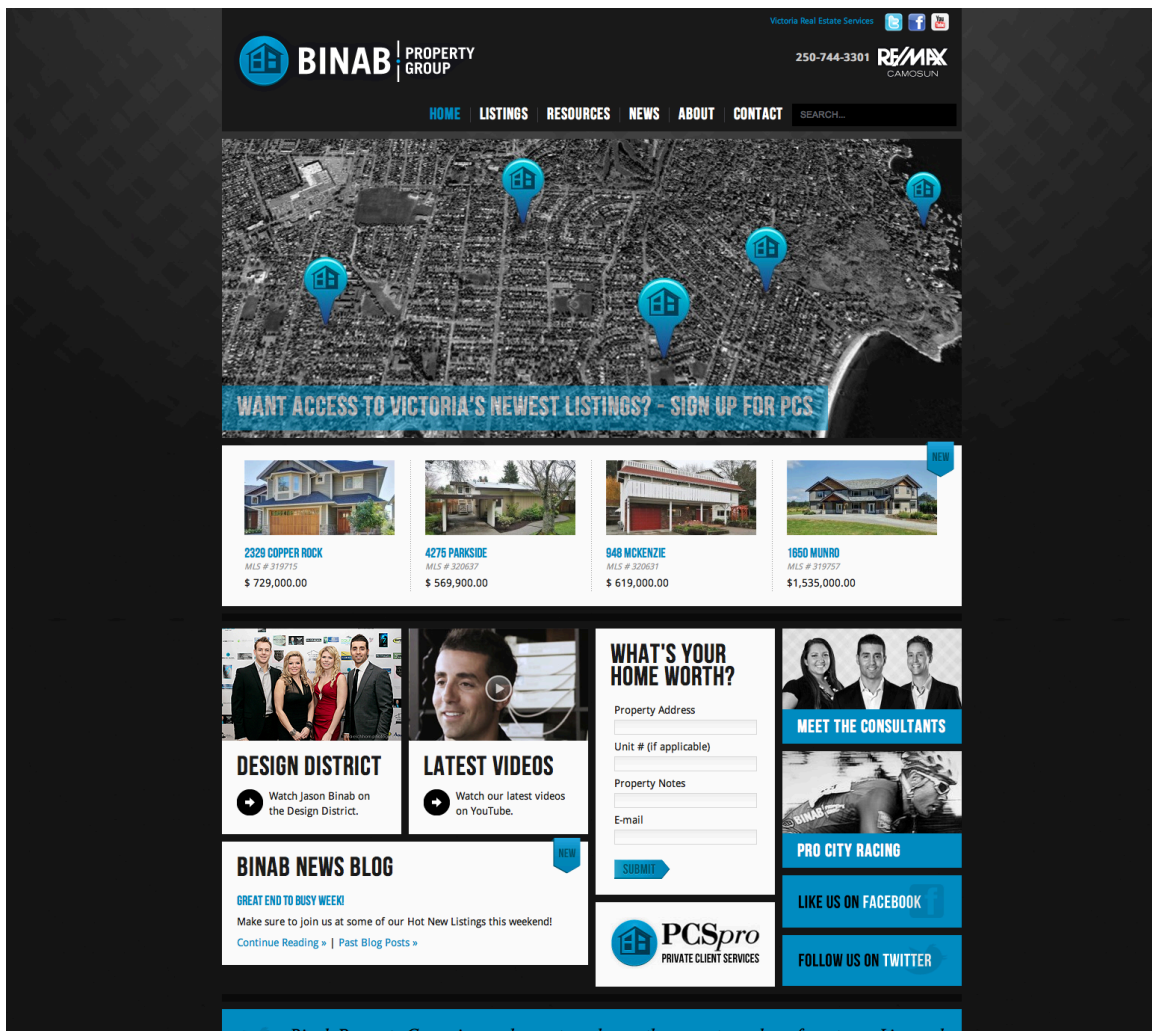 Victoria Real Estate Services
BINAB PROPERTY GROUP
250-744-3301 RE/MAX
CAMOSUN
HOME LISTINGS RESOURCES NEWS ABOUT CONTACT SEARCH...
WANT ACCESS TO VICTORIA'S NEWEST LISTINGS? - SIGN UP FOR PCS
NEW
2329 COPPER ROCK
MLS # 319715
$ 729,000.00
4275 PARKSIDE
MLS # 320637
$ 569,900.00
948 MCKENZIE
MLS # 320631
$ 619,000.00
1650 MUNRO
MLS # 319757
$1,535,000.00
DESIGN DISTRICT
Watch Jason Binab on
the Design District.
LATEST VIDEOS
Watch our latest videos
on YouTube.
NEW
BINAB NEWS BLOG
GREAT END TO BUSY WEEK!
Make sure to join us at some of our Hot New Listings this weekend!
Continue Reading » | Past Blog Posts »
WHAT'S YOUR
HOME WORTH?
Property Address
Unit # (if applicable)
Property Notes
E-mail
SUBMIT
PCSpro
PRIVATE CLIENT SERVICES
MEET THE CONSULTANTS
BINAB
PRO CITY RACING
LIKE US ON FACEBOOK
FOLLOW US ON TWITTER